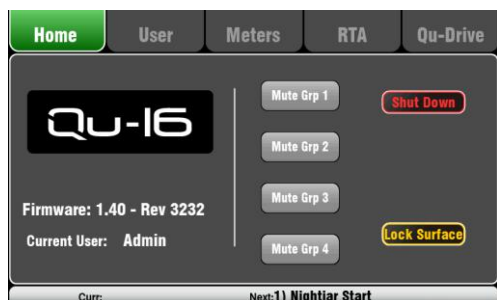 Home User Meters RTA Qu-Drive
Qu-16
Firmware: 1.40 - Rev 3232
Current User: Admin
Mute Grp 1
Mute Grp 2
Mute Grp 3
Mute Grp 4
Shut Down
Lock Surface
Curr: Next:1) Nightiar Start